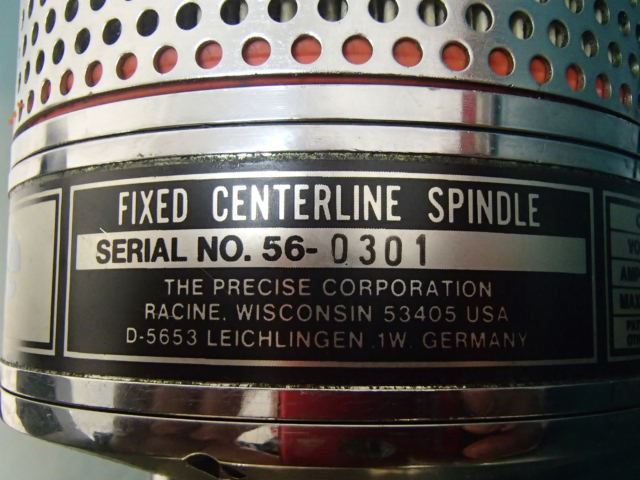 FIXED CENTERLINE SPINDLE
SERIAL NO. 56-0301
THE PRECISE CORPORATION
RACINE, WISCONSIN 53405 USA
D-5653 LEICHLINGEN .1W. GERMANY